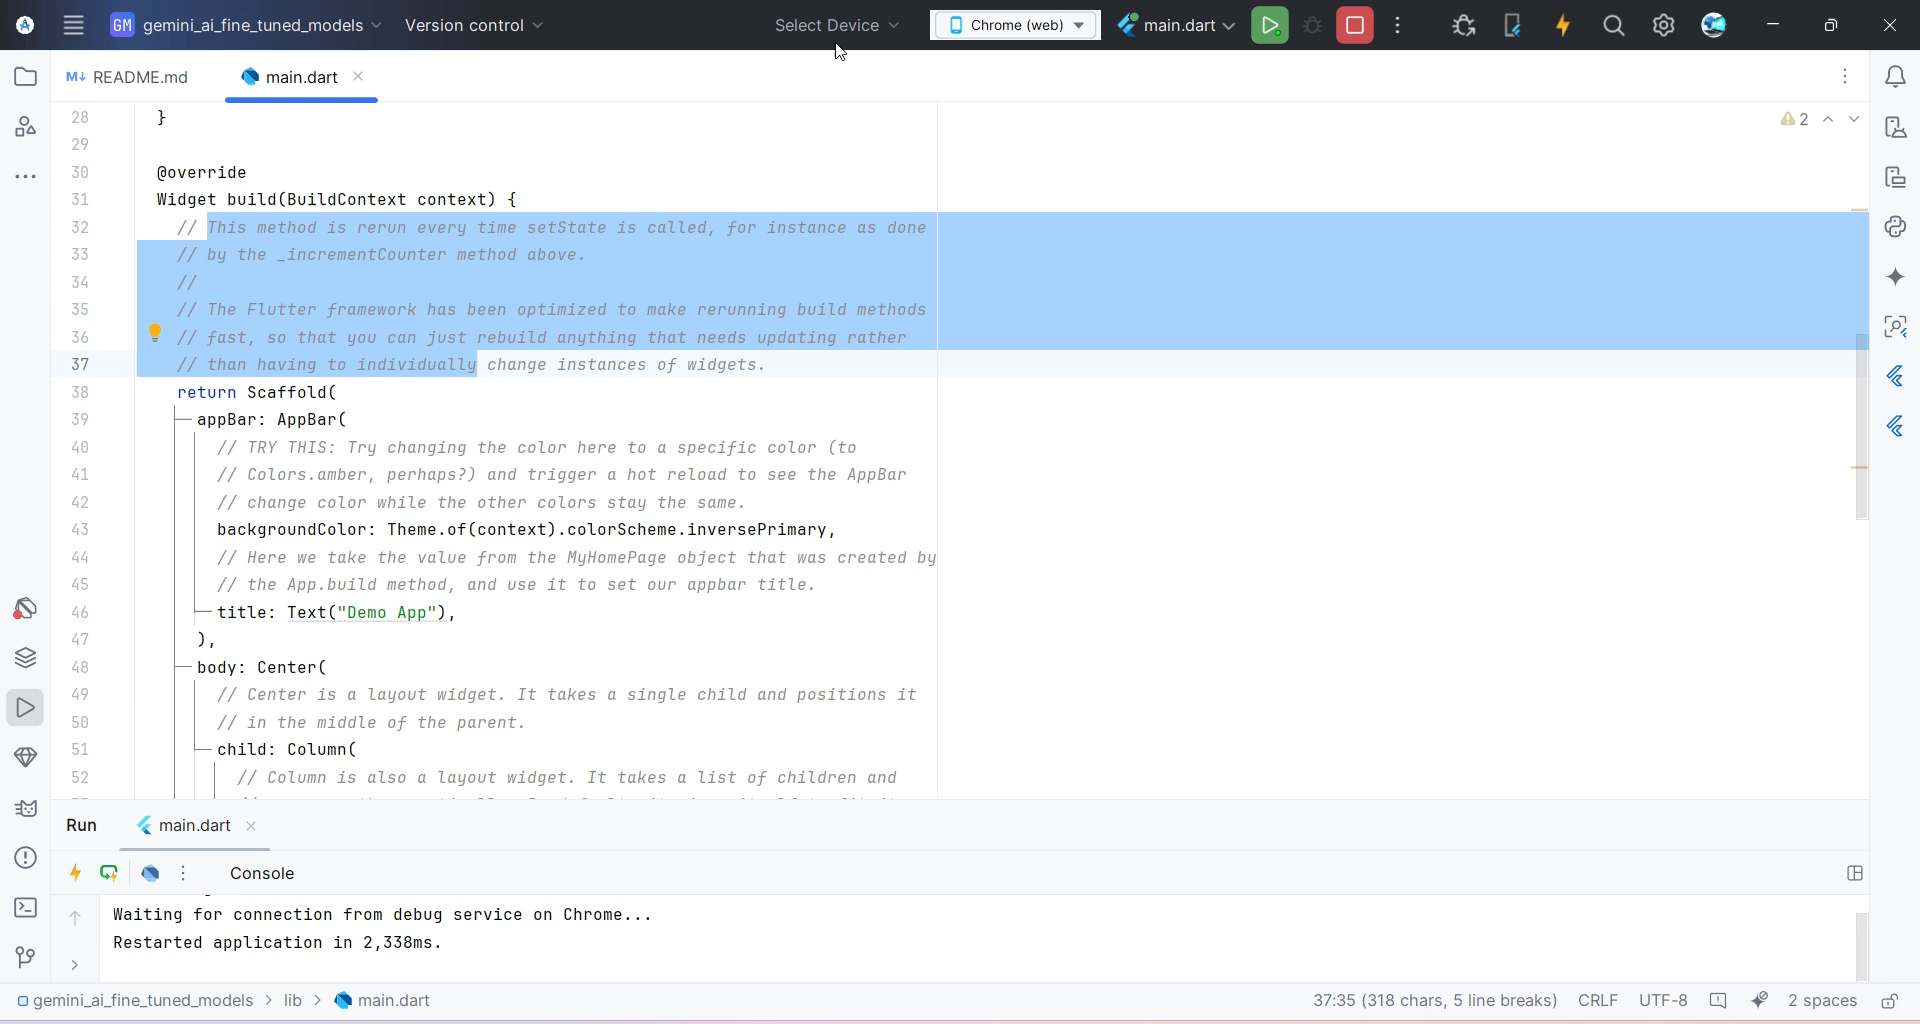 GM gemini_ai_fine_tuned_models Version control Select Device Chrome (web) main.dart
M↓ README.md main.dart
28 }
2
29
30 @override
31 Widget build(BuildContext context) {
32 // This method is rerun every time setState is called, for instance as done
33 // by the _incrementCounter method above.
34 //
35 // The Flutter framework has been optimized to make rerunning build methods
36 // fast, so that you can just rebuild anything that needs updating rather
37 // than having to individually change instances of widgets.
38 return Scaffold(
39 appBar: AppBar(
40 // TRY THIS: Try changing the color here to a specific color (to
41 // Colors.amber, perhaps?) and trigger a hot reload to see the AppBar
42 // change color while the other colors stay the same.
43 backgroundColor: Theme.of(context).colorScheme.inversePrimary,
44 // Here we take the value from the MyHomePage object that was created by
45 // the App.build method, and use it to set our appbar title.
46 title: Text("Demo App"),
47 ),
48 body: Center(
49 // Center is a layout widget. It takes a single child and positions it
50 // in the middle of the parent.
51 child: Column(
52 // Column is also a layout widget. It takes a list of children and
Run main.dart
Console
Waiting for connection from debug service on Chrome...
Restarted application in 2,338ms.
gemini_ai_fine_tuned_models > lib > main.dart 37:35 (318 chars, 5 line breaks) CRLF UTF-8 2 spaces